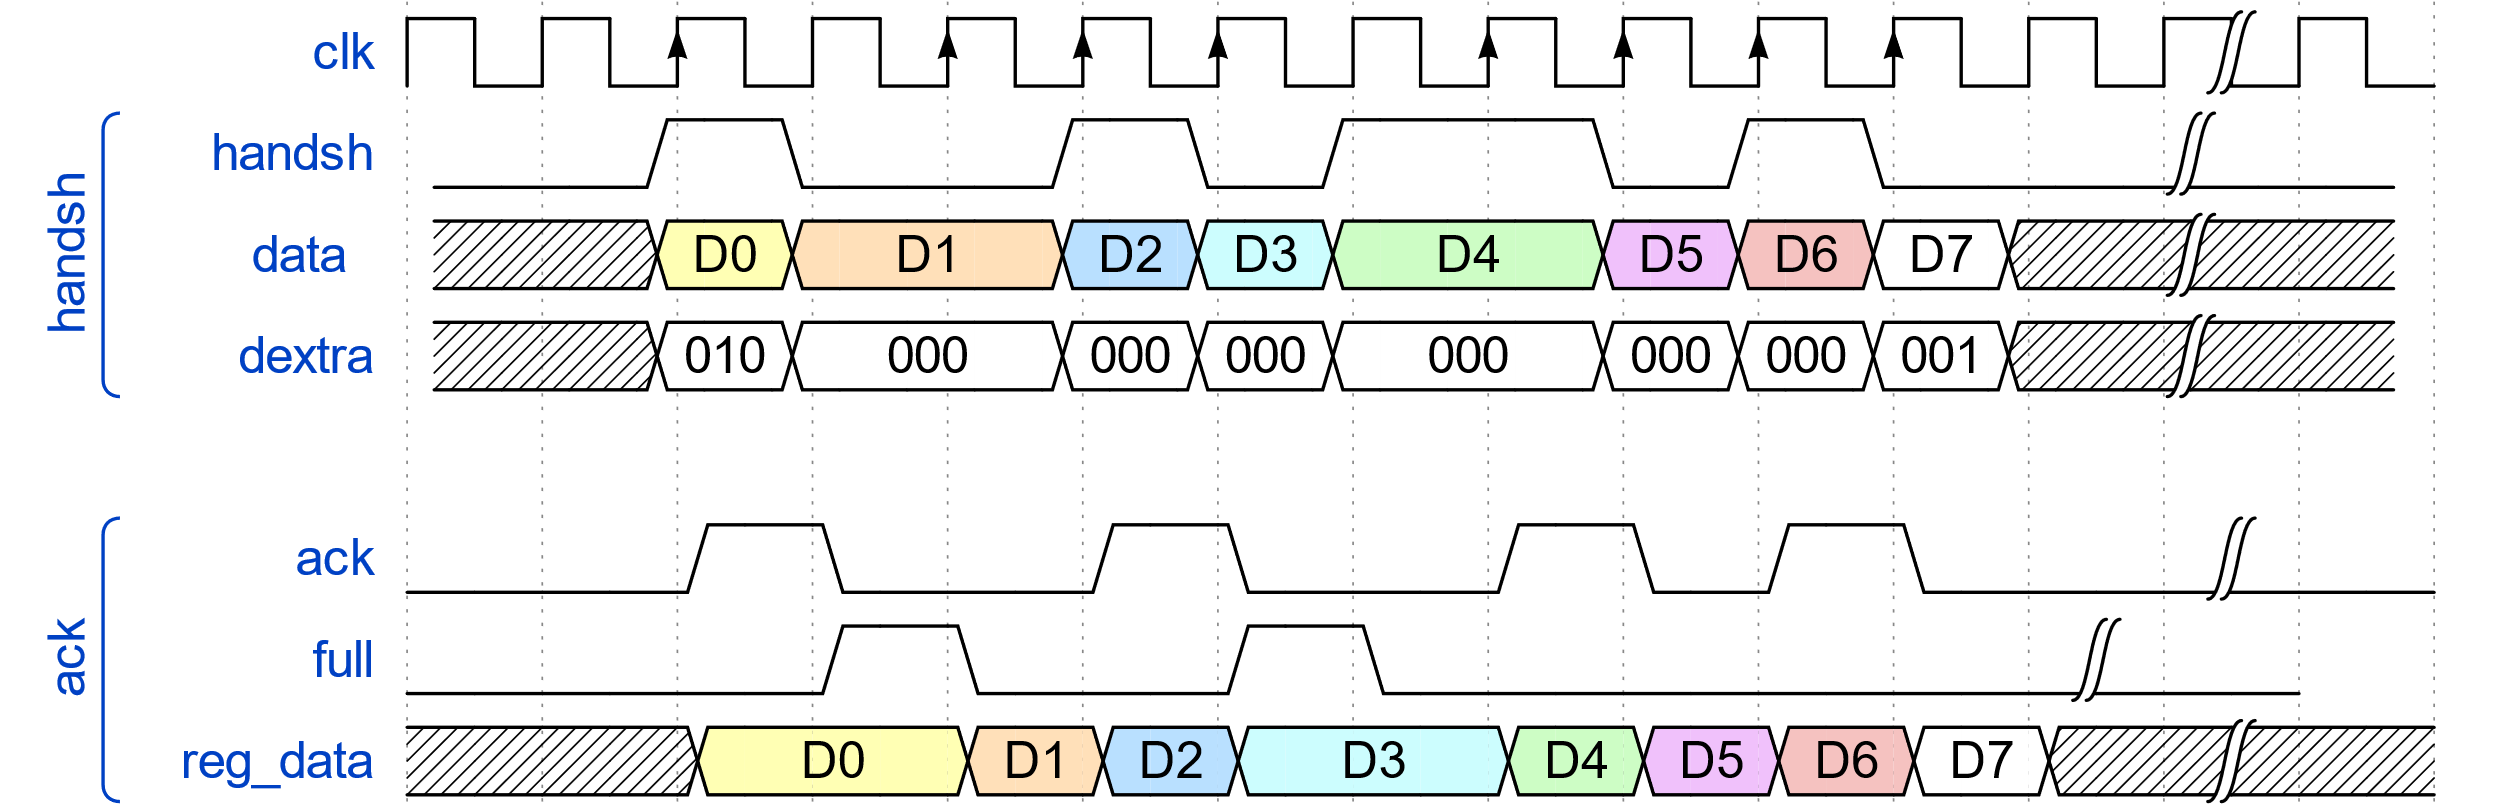 clk
handsh
handsh
data
D0 D1 D2 D3 D4 D5 D6 D7
dextra
010 000 000 000 000 000 000 001
ack
ack
full
reg_data
D0 D1 D2 D3 D4 D5 D6 D7